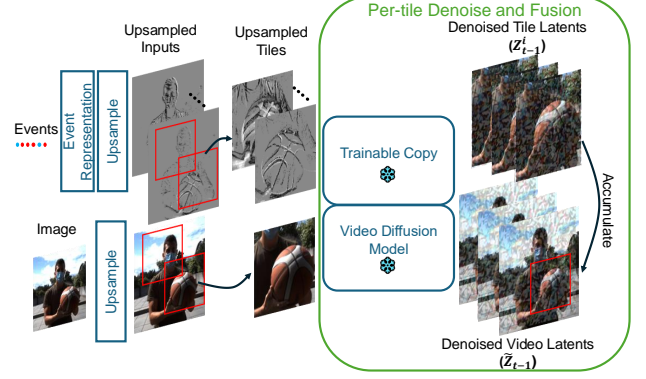 Per-tile Denoise and Fusion
Upsampled
Inputs
Upsampled
Tiles
Denoised Tile Latents
(Z^i_{t-1})
Events
Event
Representation
Upsample
Image
Upsample
Trainable Copy
Video Diffusion
Model
Accumulate
Denoised Video Latents
(Z̃_{t-1})